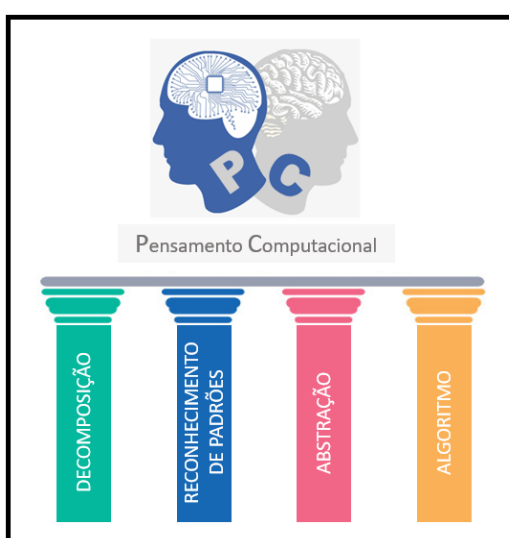 P C
Pensamento Computacional
DECOMPOSIÇÃO
RECONHECIMENTO
DE PADRÕES
ABSTRAÇÃO
ALGORITMO